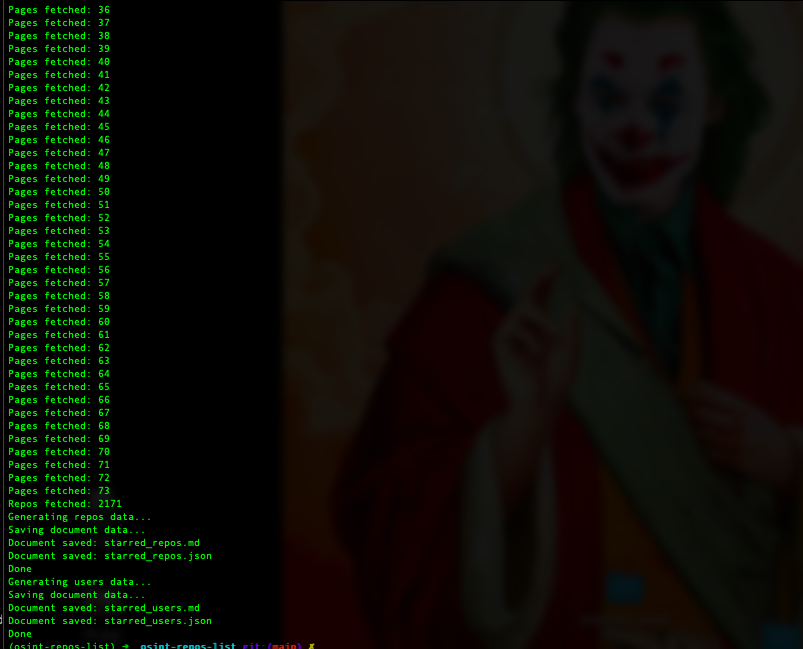 Pages fetched: 36
Pages fetched: 37
Pages fetched: 38
Pages fetched: 39
Pages fetched: 40
Pages fetched: 41
Pages fetched: 42
Pages fetched: 43
Pages fetched: 44
Pages fetched: 45
Pages fetched: 46
Pages fetched: 47
Pages fetched: 48
Pages fetched: 49
Pages fetched: 50
Pages fetched: 51
Pages fetched: 52
Pages fetched: 53
Pages fetched: 54
Pages fetched: 55
Pages fetched: 56
Pages fetched: 57
Pages fetched: 58
Pages fetched: 59
Pages fetched: 60
Pages fetched: 61
Pages fetched: 62
Pages fetched: 63
Pages fetched: 64
Pages fetched: 65
Pages fetched: 66
Pages fetched: 67
Pages fetched: 68
Pages fetched: 69
Pages fetched: 70
Pages fetched: 71
Pages fetched: 72
Pages fetched: 73
Repos fetched: 2171
Generating repos data...
Saving document data...
Document saved: starred_repos.md
Document saved: starred_repos.json
Done
Generating users data...
Saving document data...
Document saved: starred_users.md
Document saved: starred_users.json
Done
(osint-repos-list) ➜ osint-repos-list git:(main) ✗